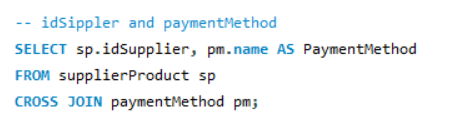 -- idSippler and paymentMethod
SELECT sp.idSupplier, pm.name AS PaymentMethod
FROM supplierProduct sp
CROSS JOIN paymentMethod pm;